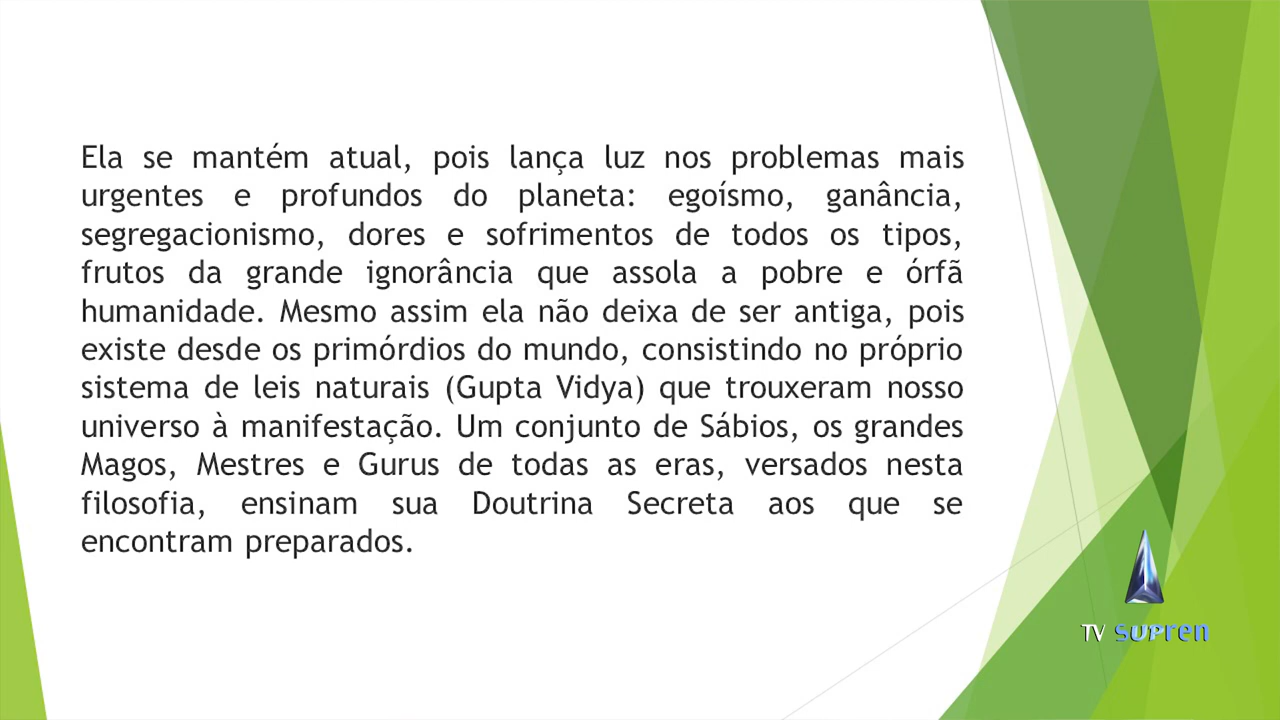 Ela se mantém atual, pois lança luz nos problemas mais
urgentes e profundos do planeta: egoísmo, ganância,
segregacionismo, dores e sofrimentos de todos os tipos,
frutos da grande ignorância que assola a pobre e órfã
humanidade. Mesmo assim ela não deixa de ser antiga, pois
existe desde os primórdios do mundo, consistindo no próprio
sistema de leis naturais (Gupta Vidya) que trouxeram nosso
universo à manifestação. Um conjunto de Sábios, os grandes
Magos, Mestres e Gurus de todas as eras, versados nesta
filosofia, ensinam sua Doutrina Secreta aos que se
encontram preparados.
TV SUPren